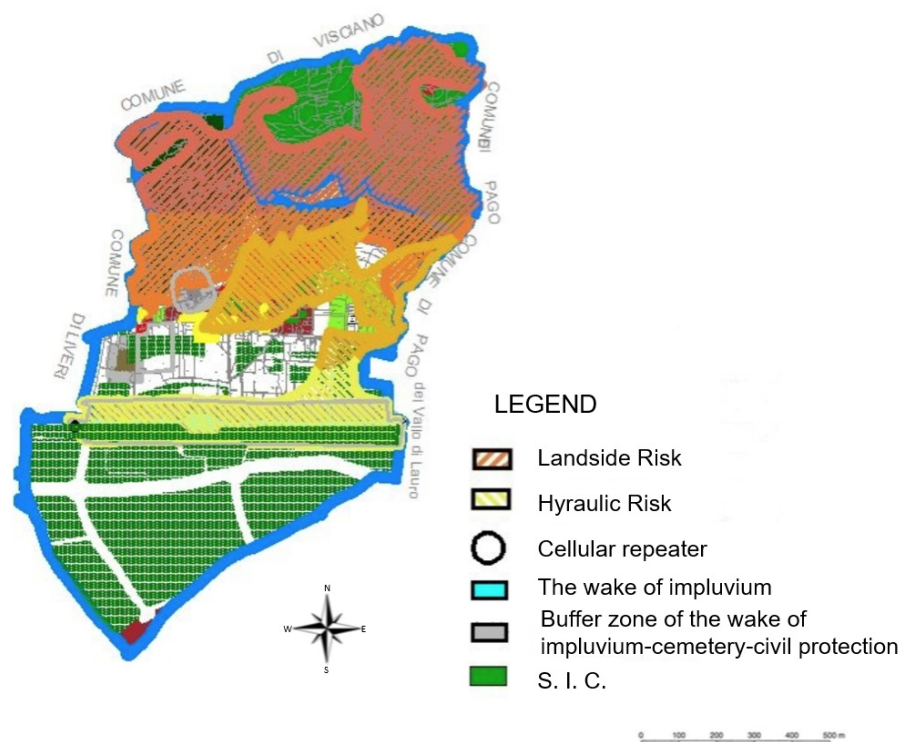 COMUNE DI VISCIANO
COMUNE DI
PAGO
COMUNE DI PAGO del Vallo di Lauro
COMUNE DI LIVERI
LEGEND
Landside Risk
Hyraulic Risk
Cellular repeater
The wake of impluvium
Buffer zone of the wake of
impluvium-cemetery-civil protection
S. I. C.
N
W E
S
0 100 200 300 400 500 m